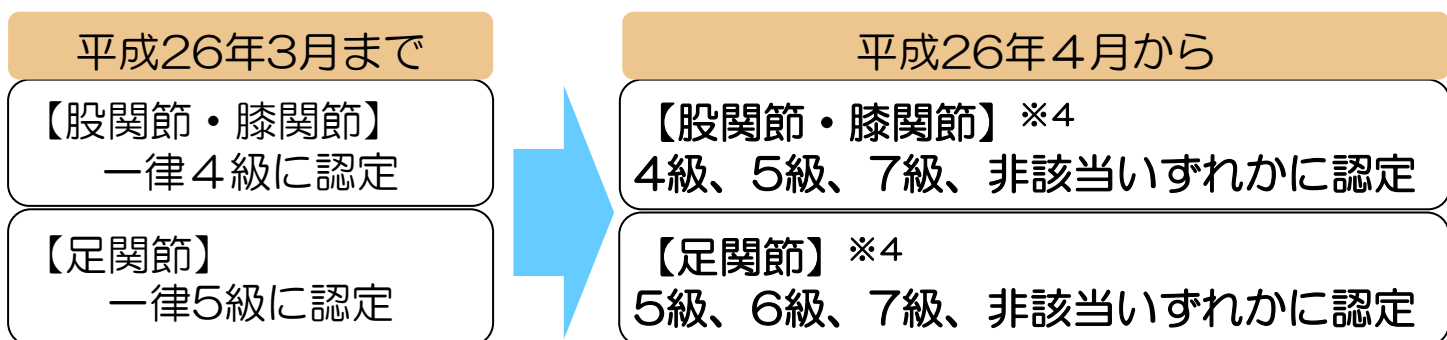 平成26年3月まで
【股関節・膝関節】
一律４級に認定
【足関節】
一律5級に認定
平成26年４月から
【股関節・膝関節】※4
4級、5級、7級、非該当いずれかに認定
【足関節】※4
5級、6級、7級、非該当いずれかに認定